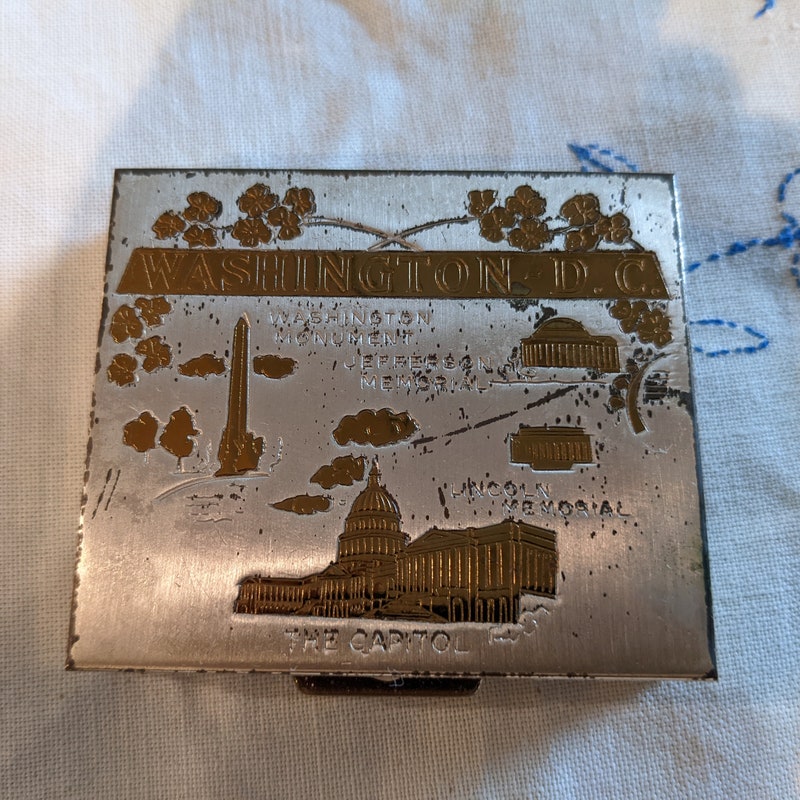 WASHINGTON · D. C.
WASHINGTON
MONUMENT
JEFFERSON
MEMORIAL
LINCOLN
MEMORIAL
THE CAPITOL